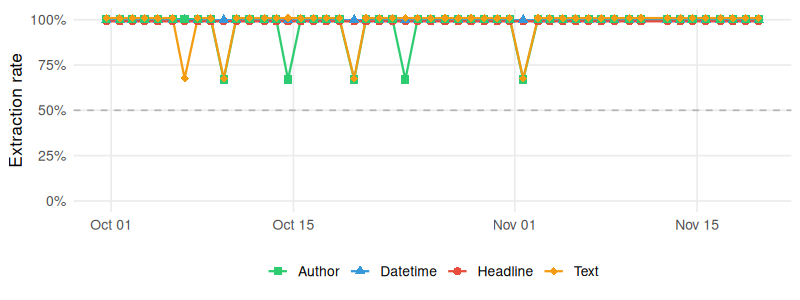 100%
75%
50%
25%
0%
Extraction rate
Oct 01 Oct 15 Nov 01 Nov 15
Author Datetime Headline Text